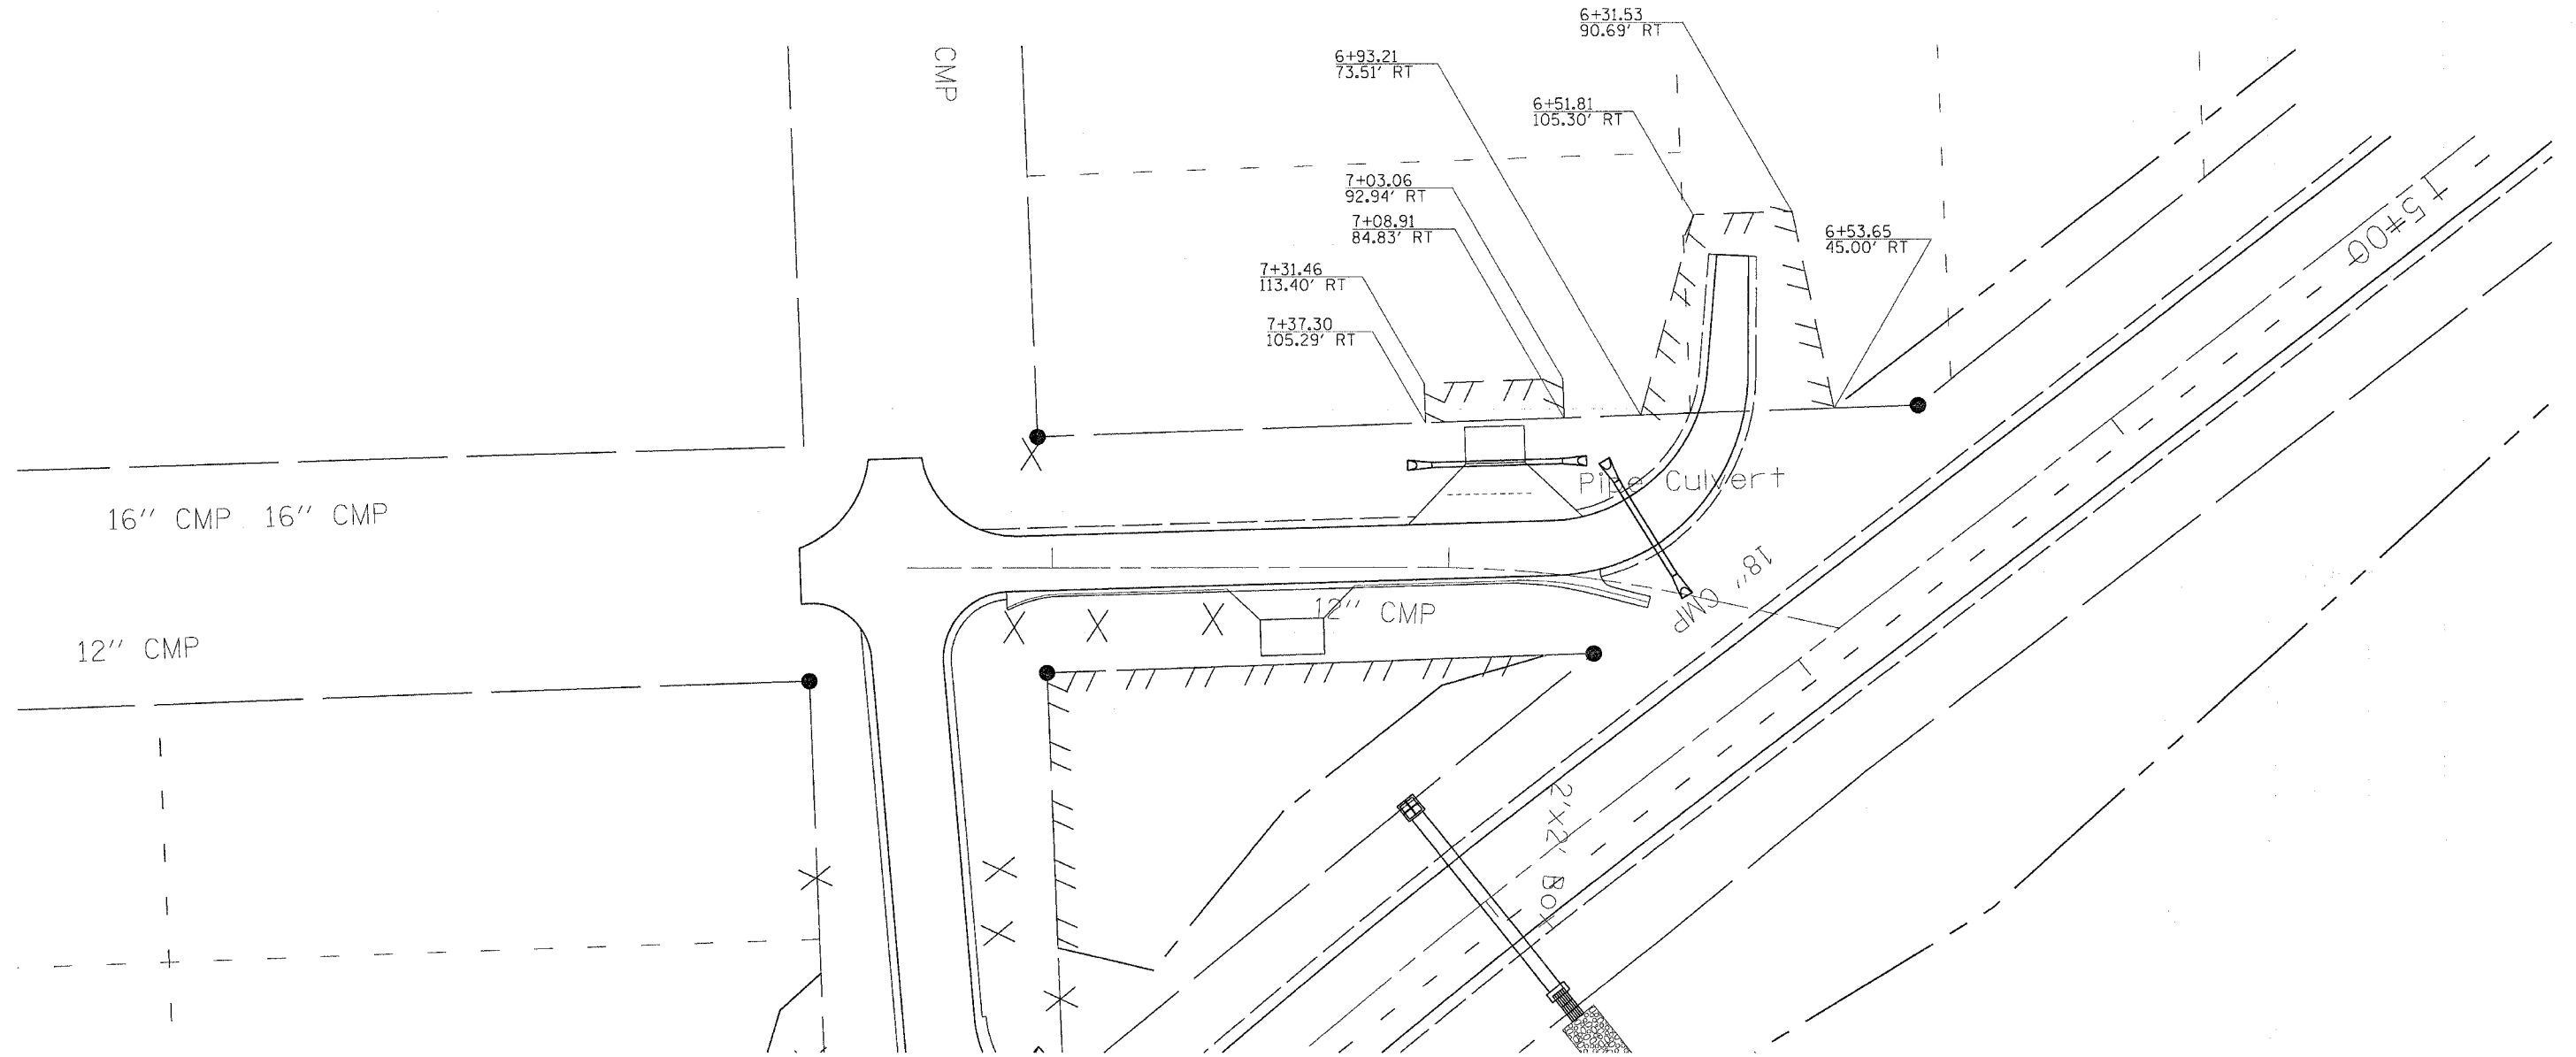 6+31.53
90.69' RT
CMP
6+93.21
73.51' RT
6+51.81
105.30' RT
7+03.06
92.94' RT
7+08.91
84.83' RT
15+00
6+53.65
45.00' RT
7+31.46
113.40' RT
7+37.30
105.29' RT
Pipe Culvert
16" CMP 16" CMP
18" CMP
12" CMP
12" CMP
2'x2' Box